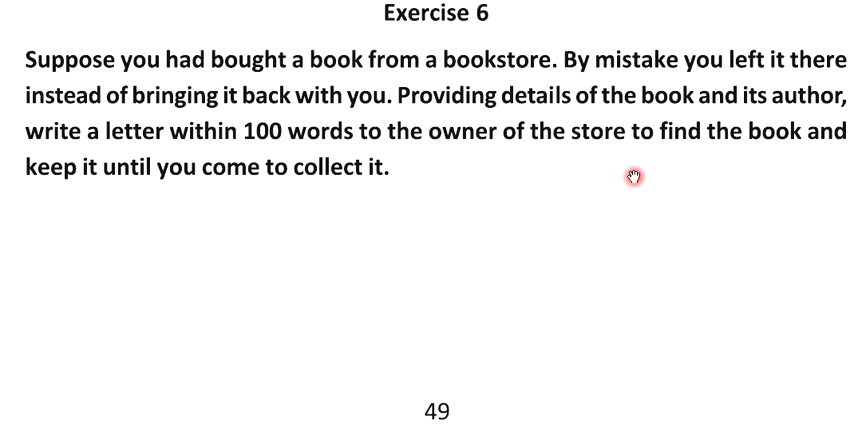 Exercise 6
Suppose you had bought a book from a bookstore. By mistake you left it there
instead of bringing it back with you. Providing details of the book and its author,
write a letter within 100 words to the owner of the store to find the book and
keep it until you come to collect it.
49